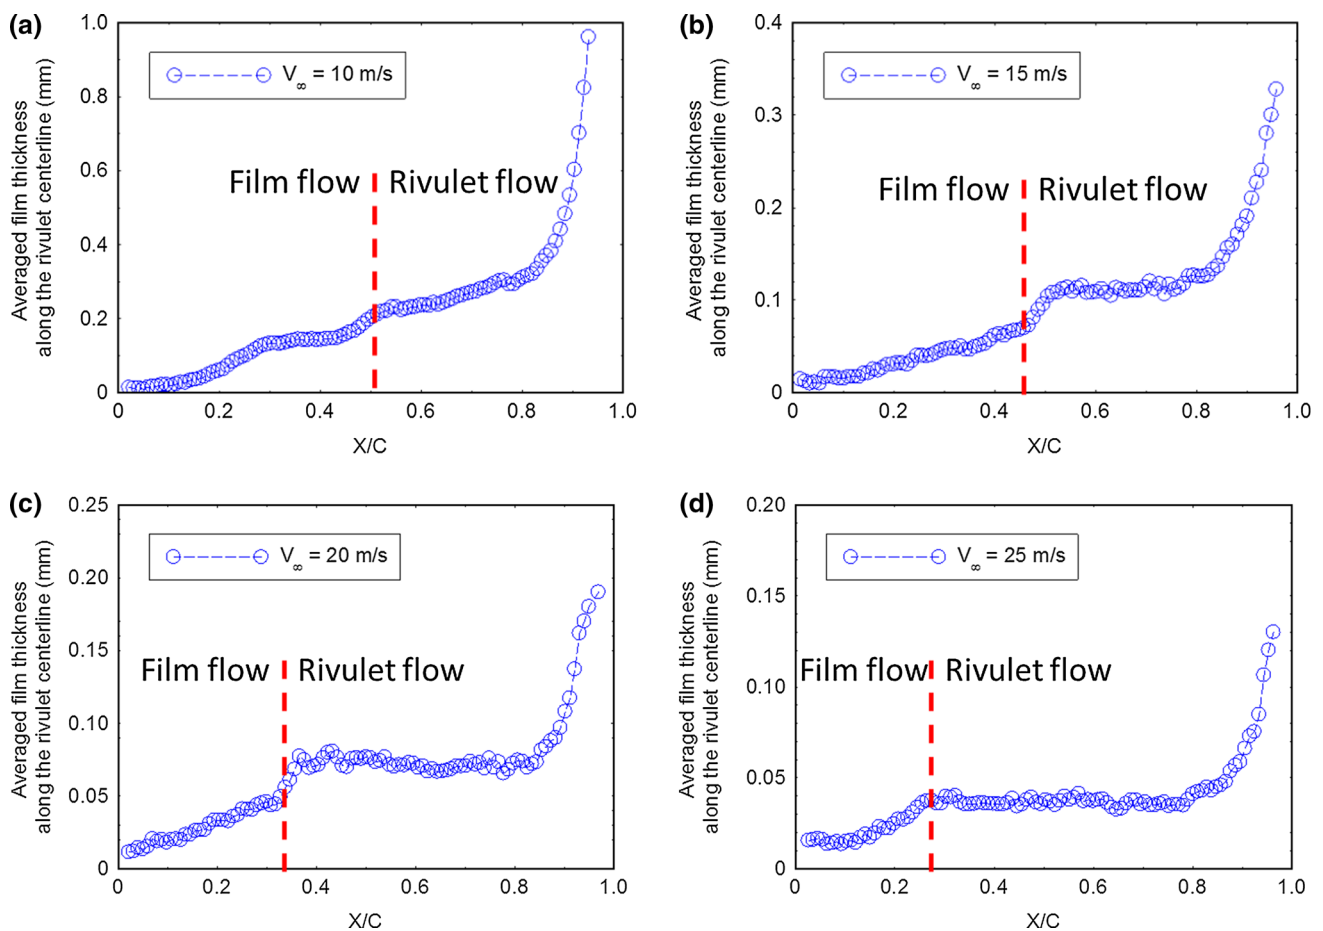 (a)
1.0
0.8
0.6
0.4
0.2
0
Averaged film thickness
along the rivulet centerline (mm)
V∞ = 10 m/s
Film flow
Rivulet flow
0 0.2 0.4 0.6 0.8 1.0
X/C
(b)
0.4
0.3
0.2
0.1
0
Averaged film thickness
along the rivulet centerline (mm)
V∞ = 15 m/s
Film flow
Rivulet flow
0 0.2 0.4 0.6 0.8 1.0
X/C
(c)
0.25
0.20
0.15
0.10
0.05
0
Averaged film thickness
along the rivulet centerline (mm)
V∞ = 20 m/s
Film flow
Rivulet flow
0 0.2 0.4 0.6 0.8 1.0
X/C
(d)
0.20
0.15
0.10
0.05
0
Averaged film thickness
along the rivulet centerline (mm)
V∞ = 25 m/s
Film flow
Rivulet flow
0 0.2 0.4 0.6 0.8 1.0
X/C